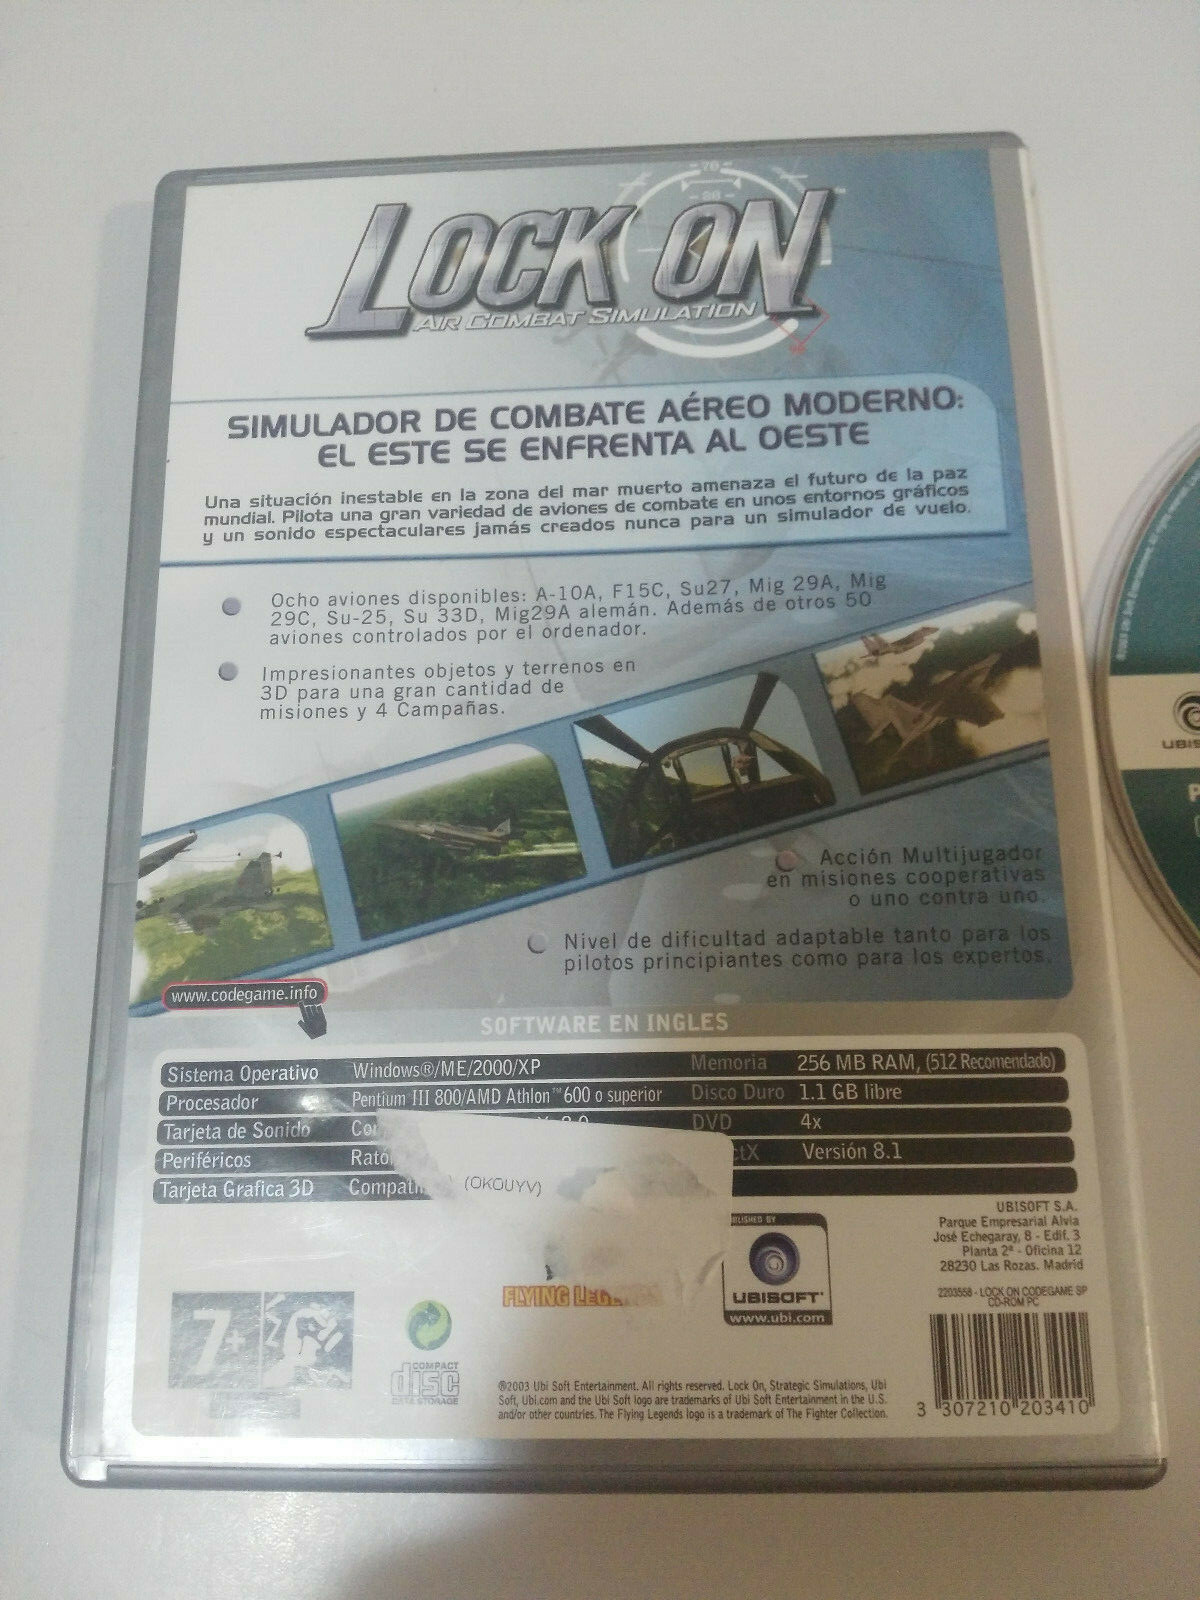 LOCK ON
AIR COMBAT SIMULATION
SIMULADOR DE COMBATE AÉREO MODERNO:
EL ESTE SE ENFRENTA AL OESTE
Una situación inestable en la zona del mar muerto amenaza el futuro de la paz
mundial. Pilota una gran variedad de aviones de combate en unos entornos gráficos
y un sonido espectaculares jamás creados nunca para un simulador de vuelo.
Ocho aviones disponibles: A-10A, F15C, Su27, Mig 29A, Mig
29C, Su-25, Su 33D, Mig29A alemán. Además de otros 50
aviones controlados por el ordenador.
Impresionantes objetos y terrenos en
3D para una gran cantidad de
misiones y 4 Campañas.
Acción Multijugador
en misiones cooperativas
o uno contra uno.
Nivel de dificultad adaptable tanto para los
pilotos principiantes como para los expertos.
www.codegame.info
SOFTWARE EN INGLES
Sistema Operativo Windows®/ME/2000/XP Memoria 256 MB RAM, (512 Recomendado)
Procesador Pentium III 800/AMD Athlon™600 o superior Disco Duro 1.1 GB libre
Tarjeta de Sonido DVD 4x
Periféricos Versión 8.1
Tarjeta Grafica 3D
(OKOUYV)
UBISOFT S.A.
Parque Empresarial Alvia
José Echegaray, 8 - Edif. 3
Planta 2ª - Oficina 12
28230 Las Rozas. Madrid
2203558 - LOCK ON CODEGAME SP
CD-ROM PC
UBISOFT
www.ubi.com
FLYING
7+
COMPACT
disc
DATA STORAGE
®2003 Ubi Soft Entertainment. All rights reserved. Lock On, Strategic Simulations, Ubi
Soft, Ubi.com and the Ubi Soft logo are trademarks of Ubi Soft Entertainment in the U.S.
and/or other countries. The Flying Legends logo is a trademark of The Fighter Collection.
3 307210 203410